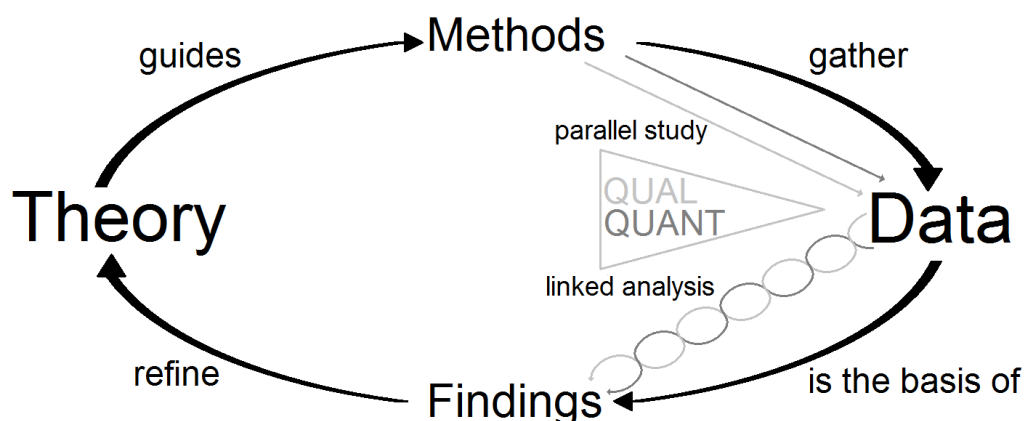 Methods
guides
gather
parallel study
QUAL
QUANT
Theory
Data
linked analysis
refine
is the basis of
Findings